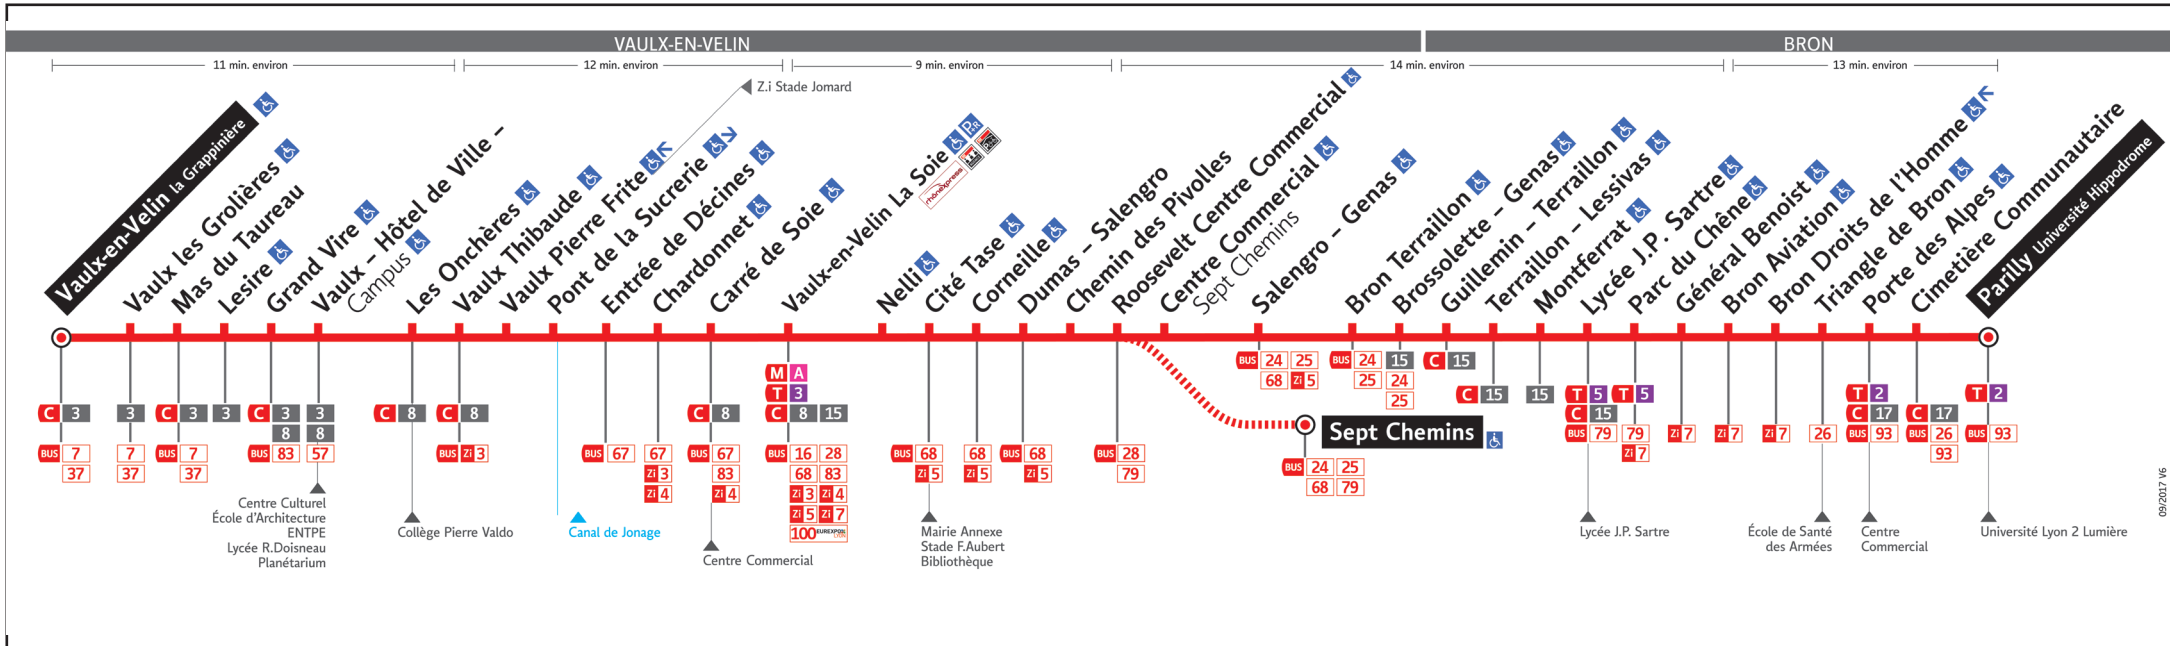 VAULX-EN-VELIN
BRON
11 min. environ
12 min. environ
9 min. environ
14 min. environ
13 min. environ
Z.i Stade Jomard
Vaulx-en-Velin la Grappinière
Vaulx les Grolières
Mas du Taureau
Lesire
Grand Vire
Vaulx – Hôtel de Ville –
Campus
Les Onchères
Vaulx Thibaude
Vaulx Pierre Frite
Pont de la Sucrerie
Entrée de Décines
Chardonnet
Carré de Soie
Vaulx-en-Velin La Soie
P+R
rhônexpress
Nelli
Cité Tase
Corneille
Dumas – Salengro
Chemin des Pivolles
Roosevelt Centre Commercial
Centre Commercial
Sept Chemins
Salengro – Genas
Bron Terraillon
Brossolette – Genas
Guillemin – Terraillon
Terraillon – Lessivas
Montferrat
Lycée J.P. Sartre
Parc du Chêne
Général Benoist
Bron Aviation
Bron Droits de l'Homme
Triangle de Bron
Porte des Alpes
Cimetière Communautaire
Parilly Université Hippodrome
C 3
BUS 7
37
3
7
37
C 3
BUS 7
37
3
C 3
8
BUS 83
3
8
57
Centre Culturel
École d'Architecture
ENTPE
Lycée R.Doisneau
Planétarium
C 8
Collège Pierre Valdo
C 8
BUS Zi 3
Canal de Jonage
BUS 67
67
Zi 3
Zi 4
C 8
BUS 67
83
Zi 4
Centre Commercial
M A
T 3
C 8 15
BUS 16 28
68 83
Zi 3 Zi 4
Zi 5 Zi 7
100 EUREXPO LYON
BUS 68
Zi 5
Mairie Annexe
Stade F.Aubert
Bibliothèque
68
Zi 5
BUS 68
Zi 5
BUS 28
79
Sept Chemins
BUS 24 25
68 79
BUS 24 25
68 Zi 5
BUS 24
25
15
24
25
C 15
C 15
15
T 5
C 15
BUS 79
Lycée J.P. Sartre
T 5
79
Zi 7
Zi 7
Zi 7
Zi 7
26
École de Santé
des Armées
T 2
C 17
BUS 93
Centre
Commercial
C 17
BUS 26
93
T 2
BUS 93
Université Lyon 2 Lumière
09/2017 V6